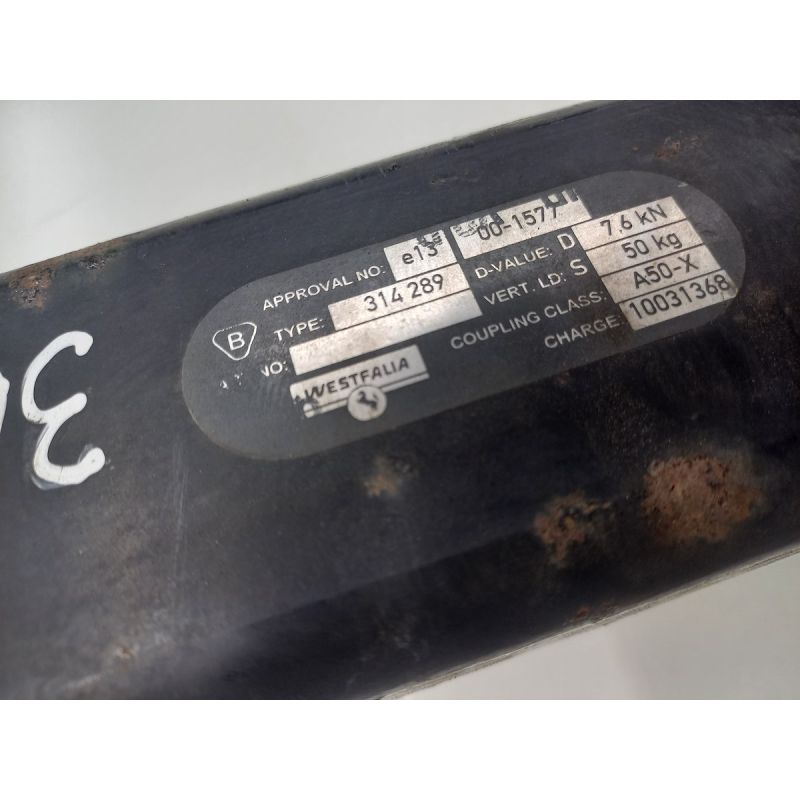 APPROVAL NO: e13 00-1577
TYPE: 314 289 D-VALUE: D 7,6 kN
NO: VERT. LD: S 50 kg
COUPLING CLASS: A50-X
CHARGE: 10031368
B
WESTFALIA
3